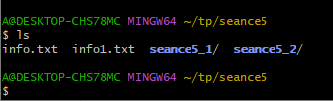 A@DESKTOP-CHS78MC MINGW64 ~/tp/seance5
$ ls
info.txt  info1.txt  seance5_1/  seance5_2/
A@DESKTOP-CHS78MC MINGW64 ~/tp/seance5
$